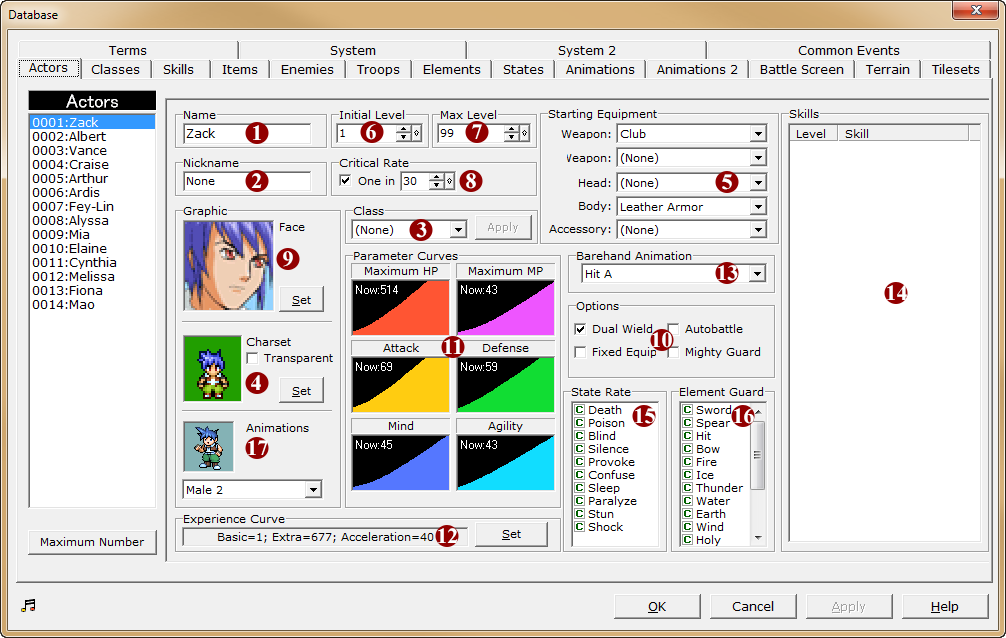 Database
Terms System System 2 Common Events
Actors Classes Skills Items Enemies Troops Elements States Animations Animations 2 Battle Screen Terrain Tilesets
Actors
0001:Zack
0002:Albert
0003:Vance
0004:Craise
0005:Arthur
0006:Ardis
0007:Fey-Lin
0008:Alyssa
0009:Mia
0010:Elaine
0011:Cynthia
0012:Melissa
0013:Fiona
0014:Mao
Maximum Number
Name
Zack 1
Initial Level
1 6
Max Level
99 7
Nickname
None 2
Critical Rate
One in 30 8
Graphic
Face
9
Set
Charset
Transparent
4
Set
Animations
17
Male 2
Class
(None) 3 Apply
Parameter Curves
Maximum HP Maximum MP
Now:514 Now:43
Attack 11 Defense
Now:69 Now:59
Mind Agility
Now:45 Now:43
Experience Curve
Basic=1; Extra=677; Acceleration=40 12 Set
Starting Equipment
Weapon: Club
Weapon: (None)
Head: (None) 5
Body: Leather Armor
Accessory: (None)
Barehand Animation
Hit A 13
Options
Dual Wield Autobattle
10
Fixed Equip Mighty Guard
State Rate
C Death
C Poison 15
C Blind
C Silence
C Provoke
C Confuse
C Sleep
C Paralyze
C Stun
C Shock
Element Guard
C Sword
C Spear 16
C Hit
C Bow
C Fire
C Ice
C Thunder
C Water
C Earth
C Wind
C Holy
Skills
Level Skill
14
OK Cancel Apply Help